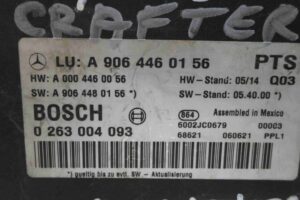 CRAFTER
LU: A 906 446 01 56 PTS
HW: A 000 446 00 56 HW-Stand: 05/14 Q03
SW: A 906 448 01 56 *) SW-Stand: 05.40.00 *)
BOSCH 864 Assembled in Mexico
0 263 004 093 6002JC0679 00003
68621 060621 PPL1
*) gueltig bis zu evtl. SW - Aktualisierung